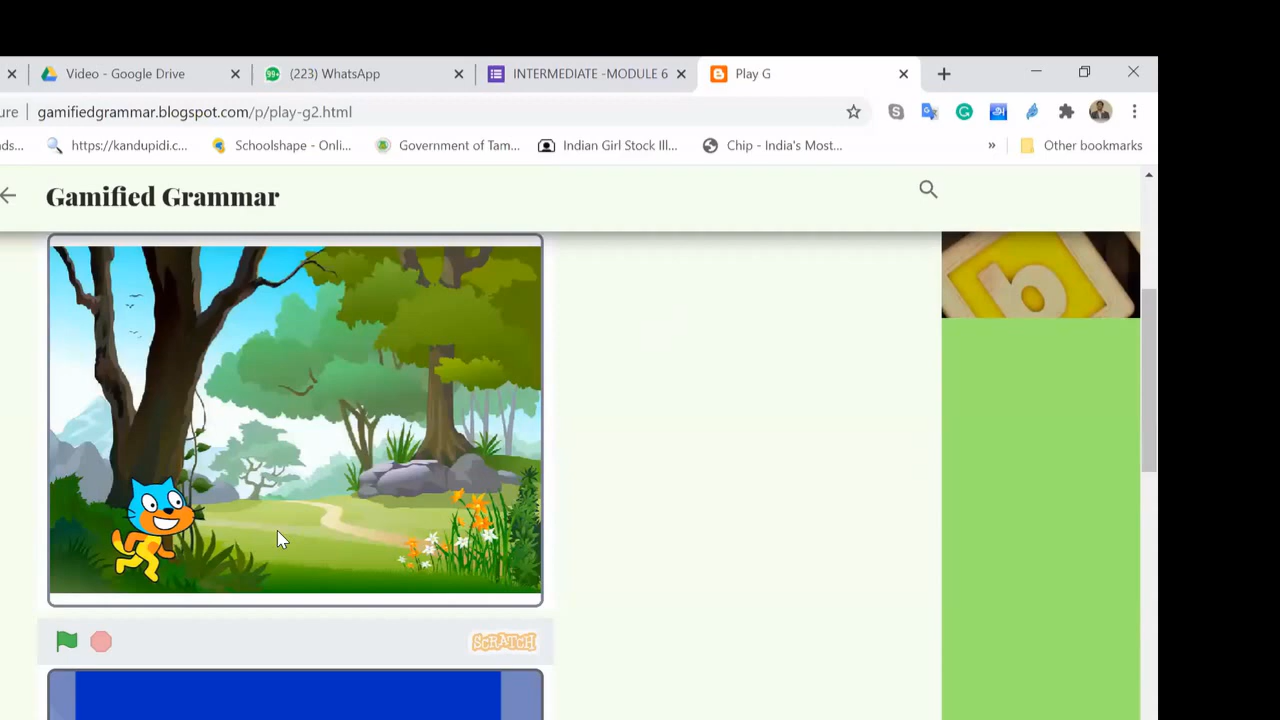 Video - Google Drive
99+
(223) WhatsApp
INTERMEDIATE -MODULE 6
Play G
ure
gamifiedgrammar.blogspot.com/p/play-g2.html
ds...
https://kandupidi.c...
Schoolshape - Onli...
Government of Tam...
Indian Girl Stock Ill...
Chip - India's Most...
»
Other bookmarks
Gamified Grammar
b
SCRATCH